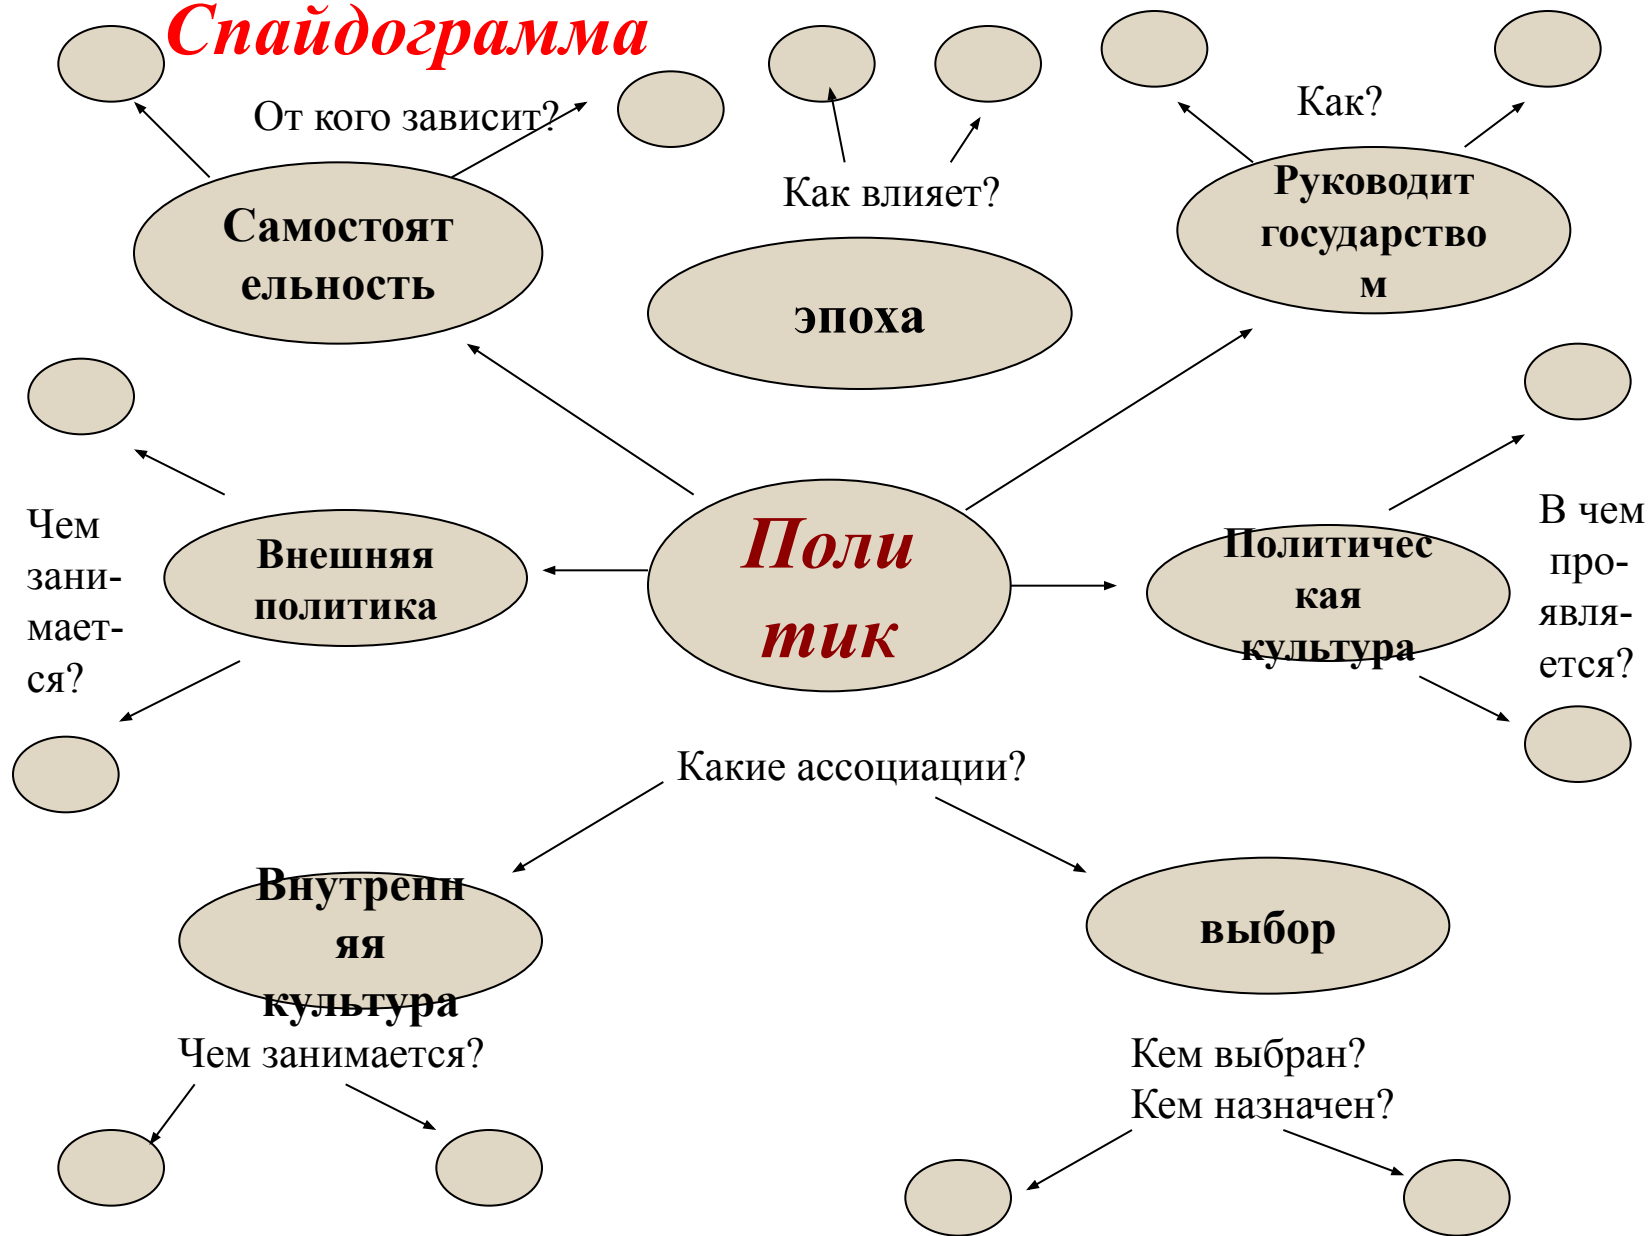 Спайдограмма
От кого зависит?
Как?
Как влияет?
Самостоят
ельность
Руководит
государство
м
эпоха
Чем
зани-
мает-
ся?
Внешняя
политика
Поли
тик
Политичес
кая
культура
В чем
про-
явля-
ется?
Какие ассоциации?
Внутренн
яя
культура
выбор
Чем занимается?
Кем выбран?
Кем назначен?